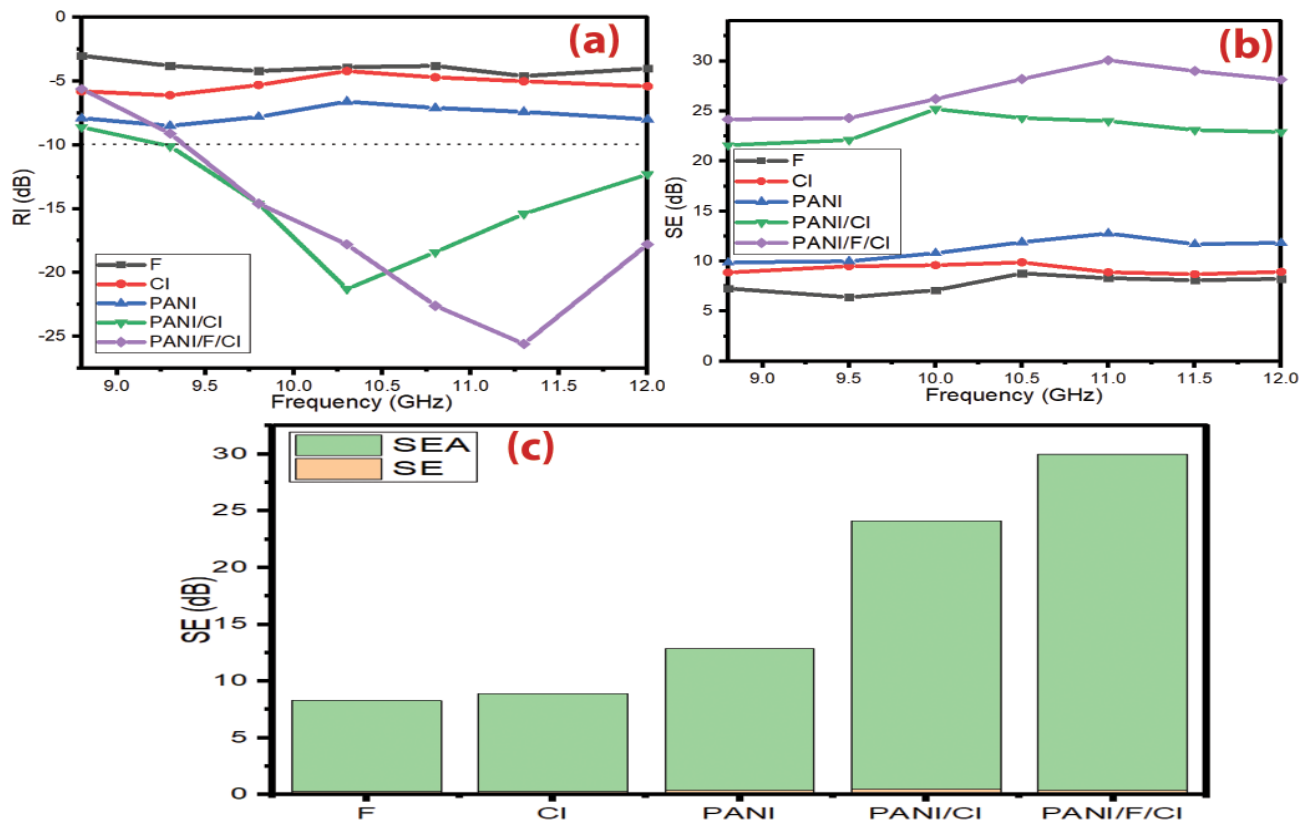 (a)
0
-5
-10
-15
-20
-25
RI (dB)
F
CI
PANI
PANI/CI
PANI/F/CI
9.0 9.5 10.0 10.5 11.0 11.5 12.0
Frequency (GHz)
(b)
30
25
20
15
10
5
0
SE (dB)
F
CI
PANI
PANI/CI
PANI/F/CI
9.0 9.5 10.0 10.5 11.0 11.5 12.0
Frequency (GHz)
(c)
SEA
SE
30
25
20
15
10
5
0
SE (dB)
F CI PANI PANI/CI PANI/F/CI